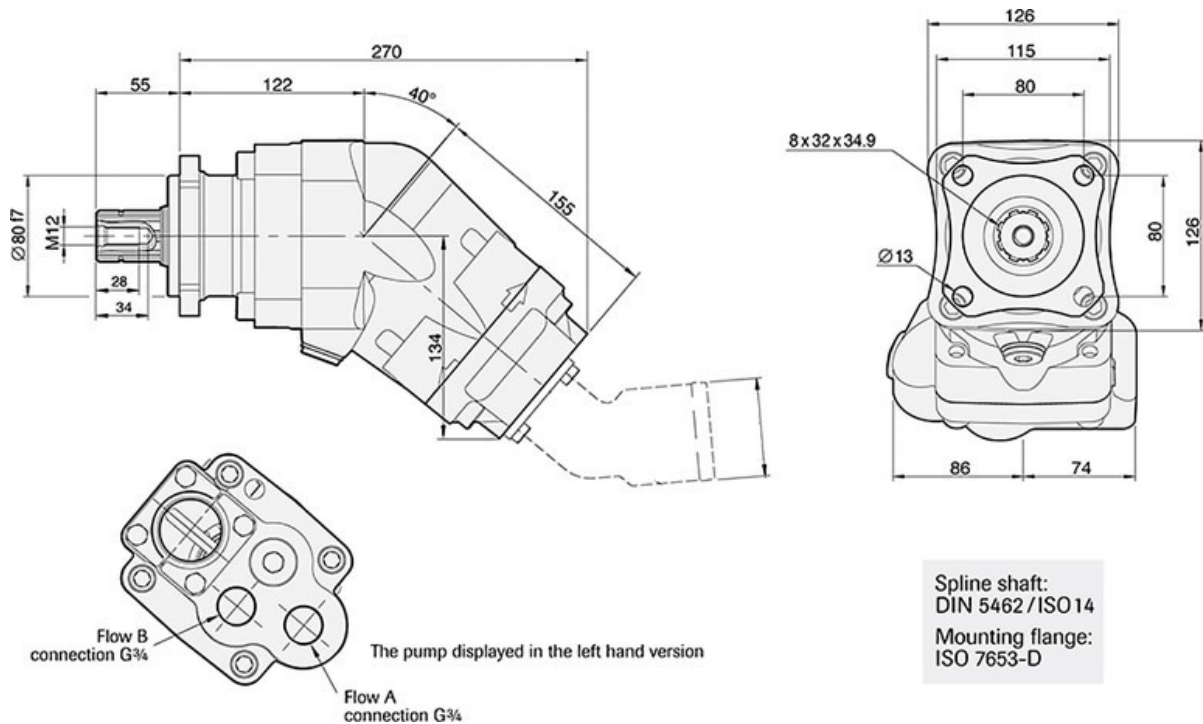 270
55
122
40°
155
Ø80 f7
M12
28
34
134
126
115
80
8 x 32 x 34.9
Ø13
80
126
86
74
Flow B
connection G¾
The pump displayed in the left hand version
Flow A
connection G¾
Spline shaft:
DIN 5462 / ISO 14
Mounting flange:
ISO 7653-D